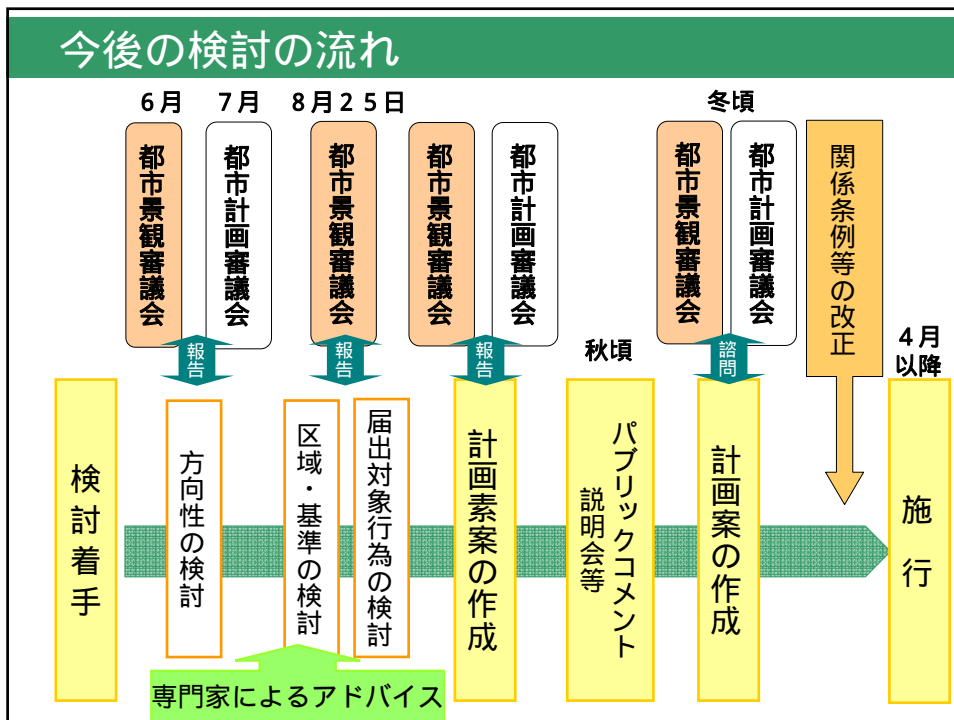 今後の検討の流れ
6月
7月
8月25日
冬頃
都市景観審議会
都市計画審議会
都市景観審議会
都市景観審議会
都市計画審議会
都市景観審議会
都市計画審議会
関係条例等の改正
報告
報告
報告
秋頃
諮問
4月
以降
検討着手
方向性の検討
区域・基準の検討
届出対象行為の検討
計画素案の作成
パブリックコメント
説明会等
計画案の作成
施行
専門家によるアドバイス